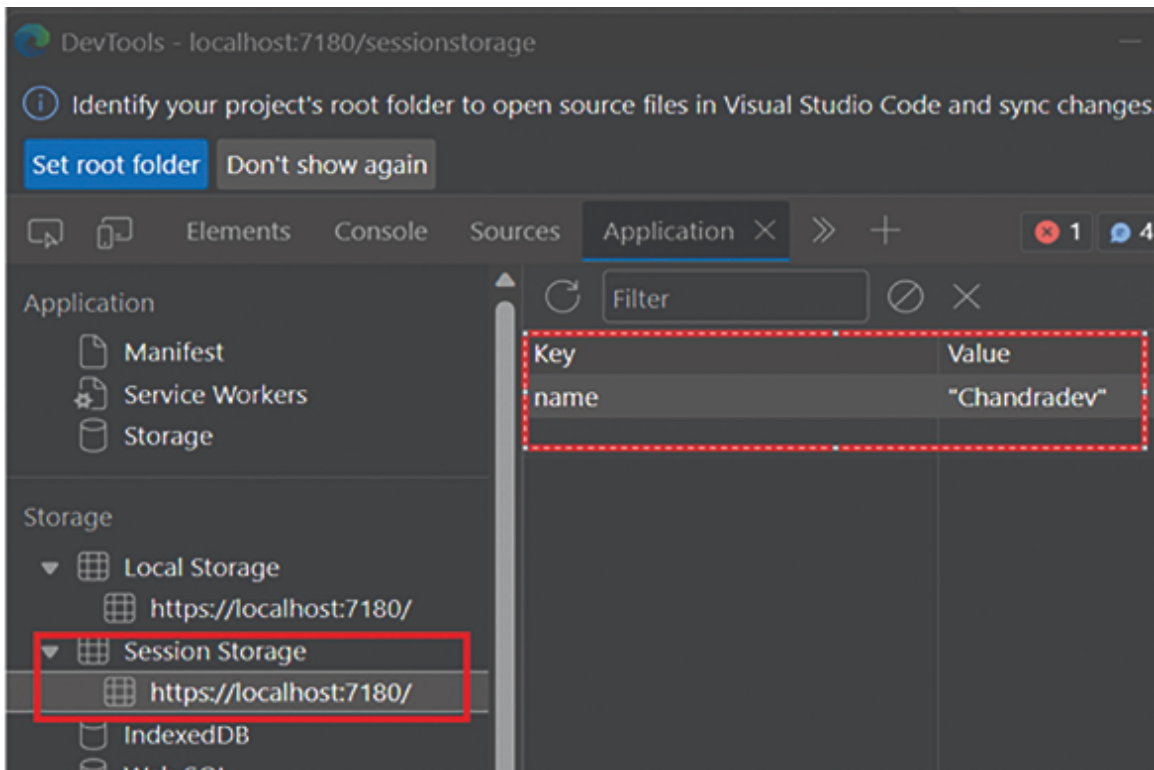 DevTools - localhost:7180/sessionstorage
Identify your project's root folder to open source files in Visual Studio Code and sync changes.
Set root folder Don't show again
Elements Console Sources Application 1 4
Application
Filter
Manifest
Service Workers
Storage
Key Value
name "Chandradev"
Storage
Local Storage
https://localhost:7180/
Session Storage
https://localhost:7180/
IndexedDB